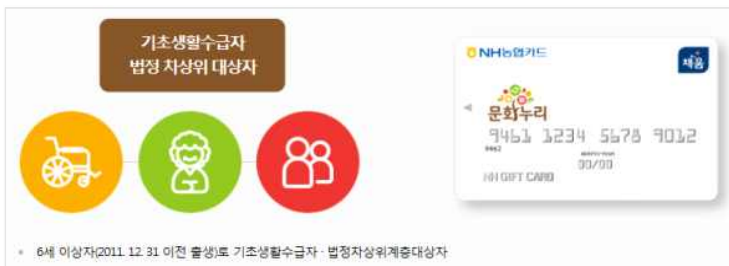 기초생활수급자
법정 차상위 대상자
NH농협카드
채움
문화누리
9461 1234 5678 9012
9462
00/00
NH GIFT CARD
6세 이상자(2011. 12. 31 이전 출생)로 기초생활수급자 · 법정차상위계층대상자